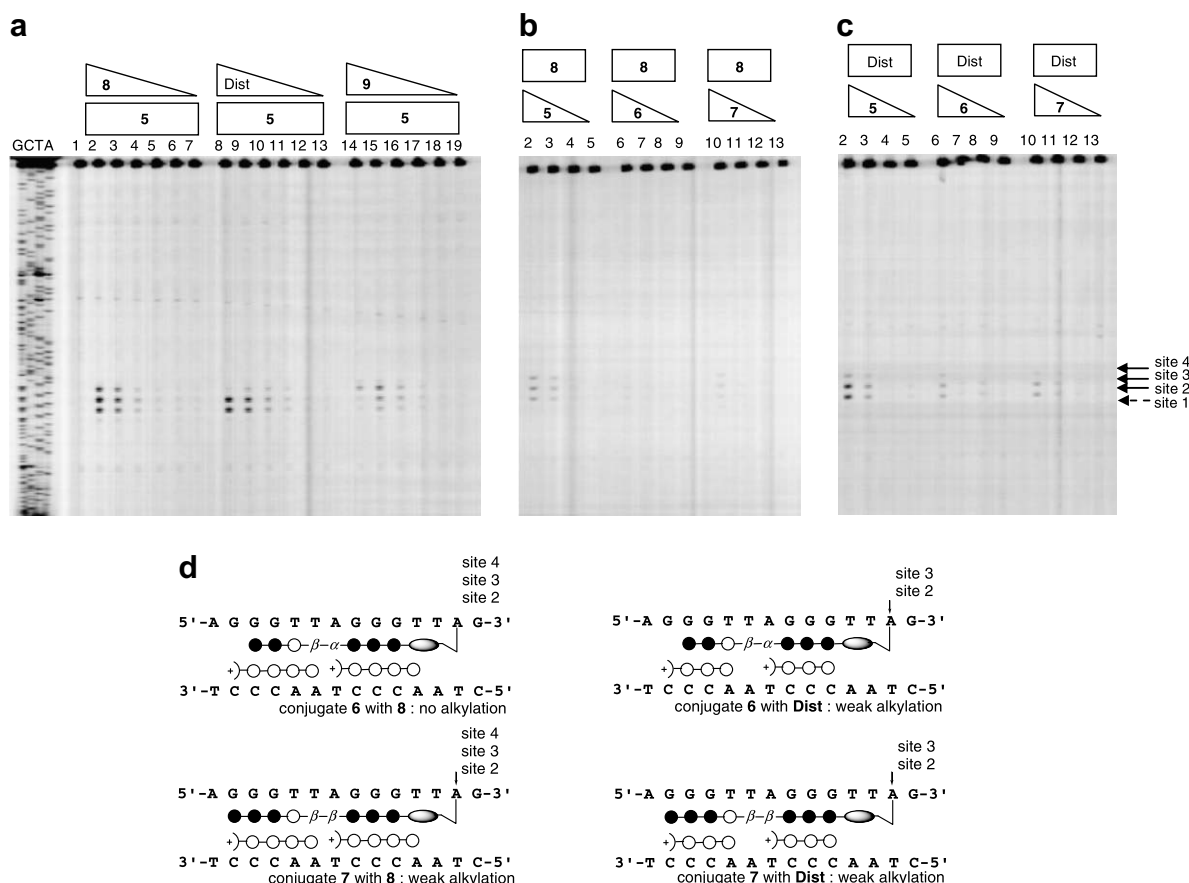 a
8 Dist 9
5 5 5
GCTA 1 2 3 4 5 6 7 8 9 10 11 12 13 14 15 16 17 18 19
b
8 8 8
5 6 7
2 3 4 5 6 7 8 9 10 11 12 13
c
Dist Dist Dist
5 6 7
2 3 4 5 6 7 8 9 10 11 12 13
site 4
site 3
site 2
site 1
d
site 4
site 3
site 2
5'-A G G G T T A G G G T T A G-3'
β–α
+) +)
3'-T C C C A A T C C C A A T C-5'
conjugate 6 with 8 : no alkylation
site 3
site 2
5'-A G G G T T A G G G T T A G-3'
β–α
+) +)
3'-T C C C A A T C C C A A T C-5'
conjugate 6 with Dist : weak alkylation
site 4
site 3
site 2
5'-A G G G T T A G G G T T A G-3'
β–β
+) +)
3'-T C C C A A T C C C A A T C-5'
conjugate 7 with 8 : weak alkylation
site 3
site 2
5'-A G G G T T A G G G T T A G-3'
β–β
+) +)
3'-T C C C A A T C C C A A T C-5'
conjugate 7 with Dist : weak alkylation